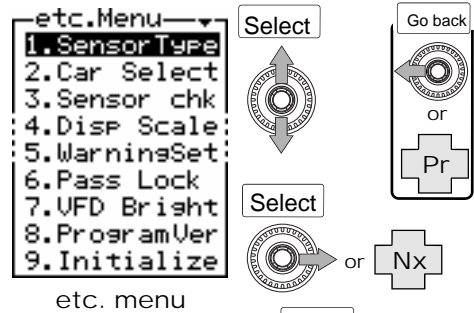 etc.Menu
1.SensorType
2.Car Select
3.Sensor chk
4.Disp Scale
5.WarningSet
6.Pass Lock
7.VFD Bright
8.ProgramVer
9.Initialize
etc. menu
Select
Select
or
Nx
Go back
or
Pr